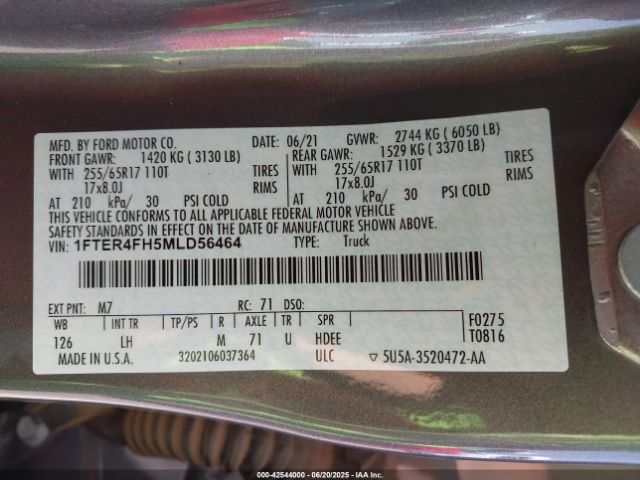 MFD. BY FORD MOTOR CO. DATE: 06/21 GVWR: 2744 KG ( 6050 LB)
FRONT GAWR: 1420 KG ( 3130 LB) REAR GAWR: 1529 KG ( 3370 LB)
WITH 255/65R17 110T TIRES WITH 255/65R17 110T TIRES
17x8.0J RIMS 17x8.0J RIMS
AT 210 kPa/ 30 PSI COLD AT 210 kPa/ 30 PSI COLD
THIS VEHICLE CONFORMS TO ALL APPLICABLE FEDERAL MOTOR VEHICLE
SAFETY STANDARDS IN EFFECT ON THE DATE OF MANUFACTURE SHOWN ABOVE.
VIN: 1FTER4FH5MLD56464 TYPE: Truck
EXT PNT: M7 RC: 71 DSO:
WB INT TR TP/PS R AXLE TR SPR F0275
126 LH M 71 U HDEE T0816
MADE IN U.S.A. 3202106037364 ULC ▽ 5U5A-3520472-AA
000-42544000 - 06/20/2025 - IAA Inc.